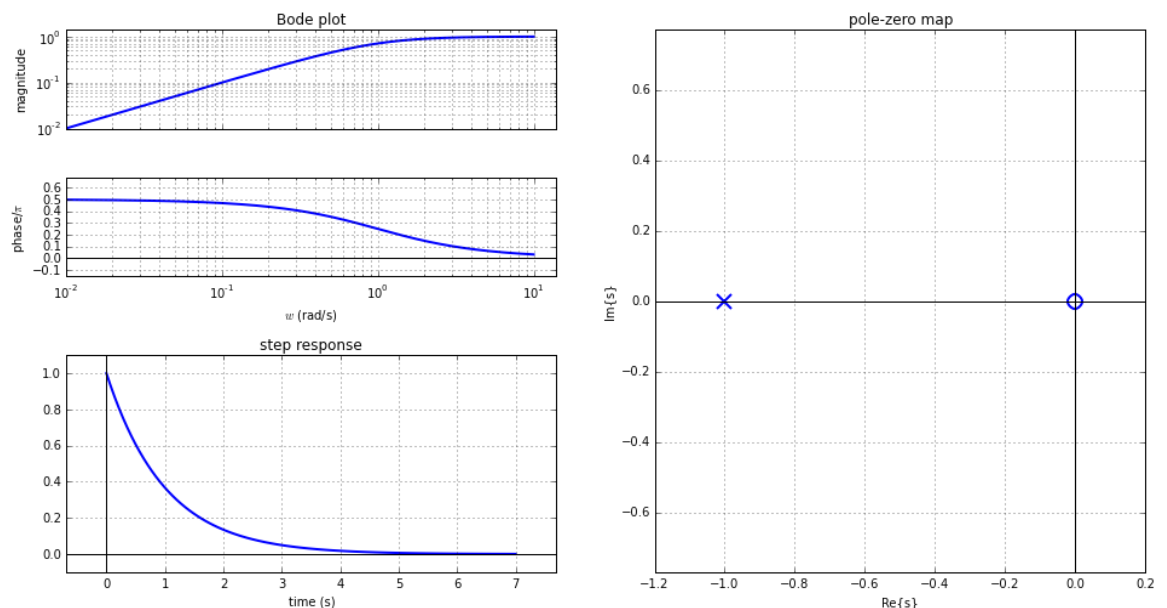 Bode plot
10^0
10^-1
10^-2
magnitude
0.6
0.5
0.4
0.3
0.2
0.1
0.0
−0.1
phase/π
10^-2 10^-1 10^0 10^1
w (rad/s)
step response
1.0
0.8
0.6
0.4
0.2
0.0
0 1 2 3 4 5 6 7
time (s)
pole-zero map
0.6
0.4
0.2
0.0
−0.2
−0.4
−0.6
Im{s}
−1.2 −1.0 −0.8 −0.6 −0.4 −0.2 0.0 0.2
Re{s}